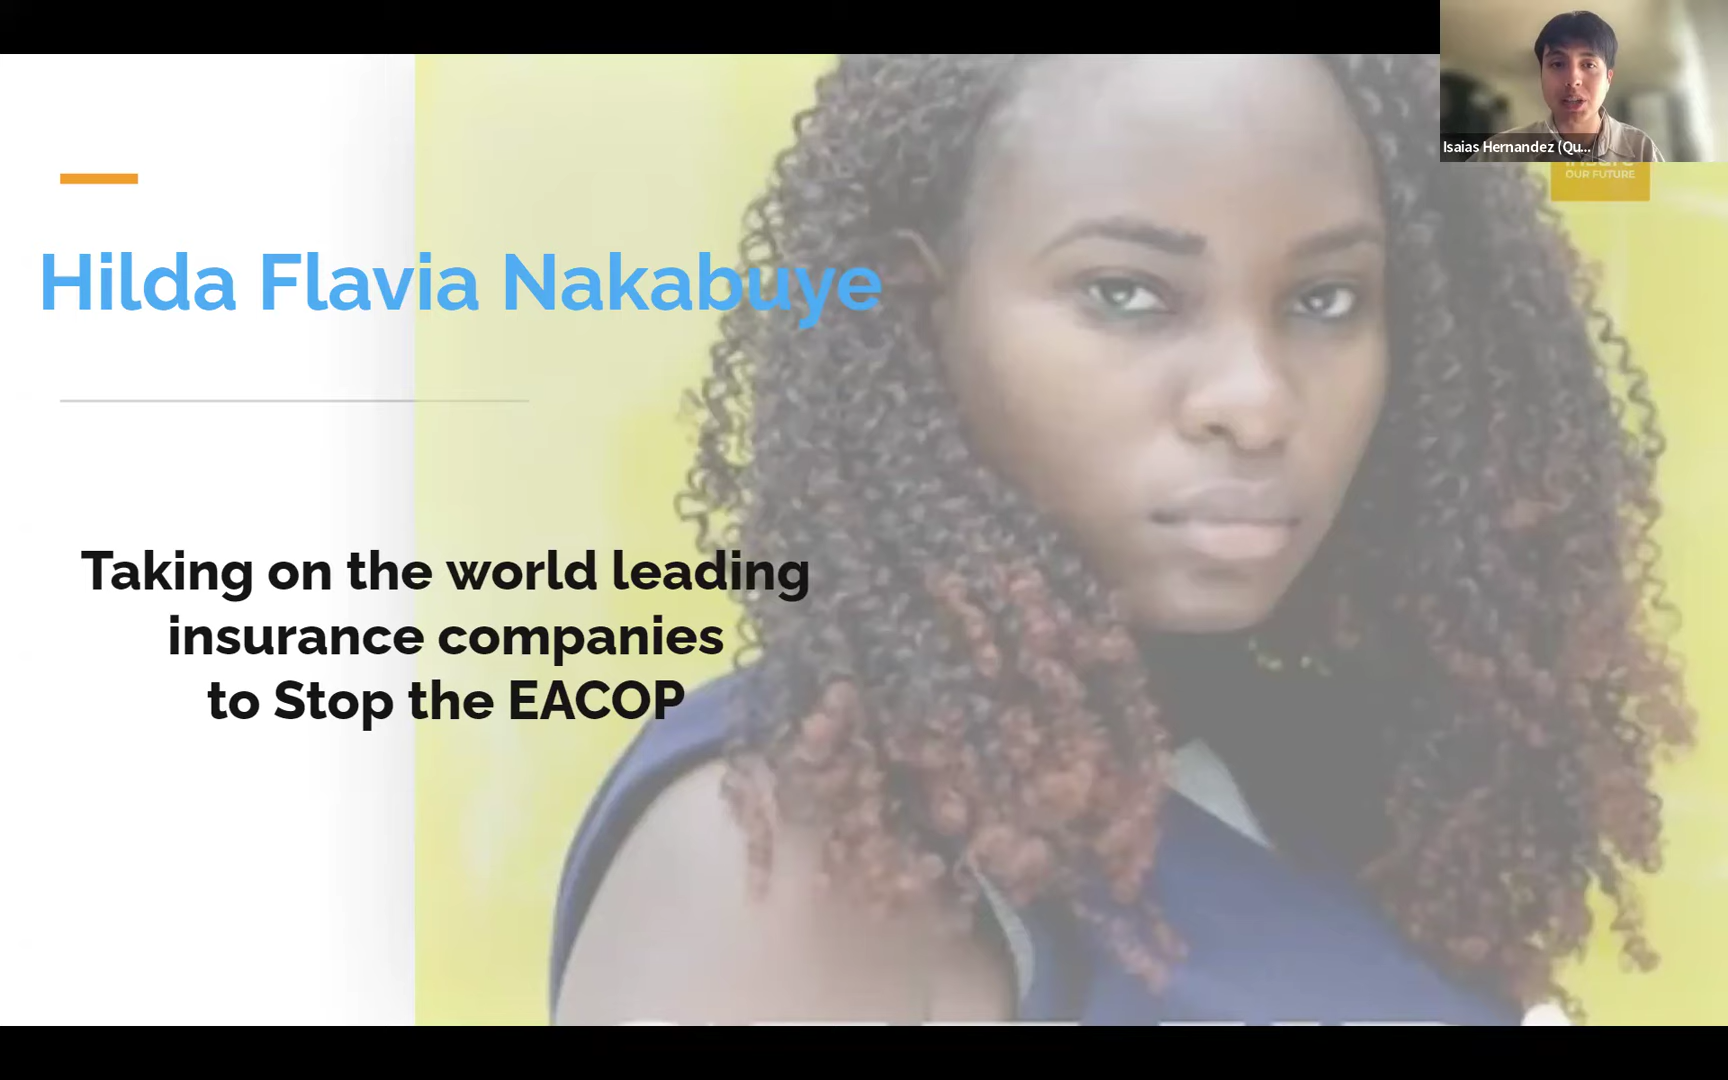 Isaias Hernandez (Qu...
OUR FUTURE
Hilda Flavia Nakabuye
Taking on the world leading
insurance companies
to Stop the EACOP